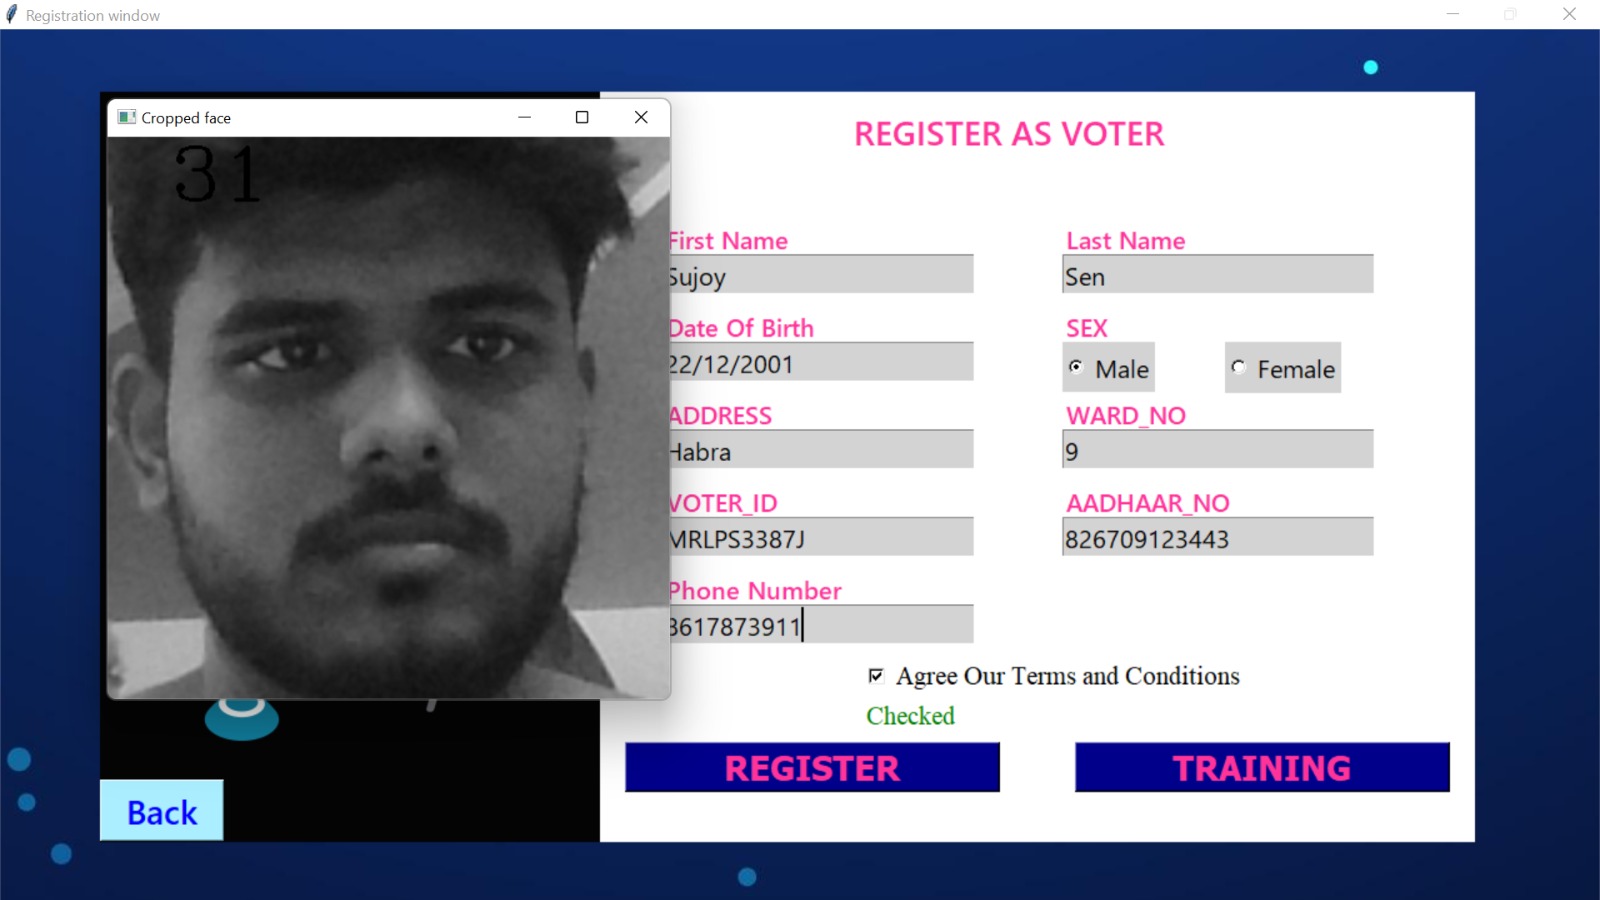 Registration window
Cropped face
31
REGISTER AS VOTER
First Name
Last Name
Sujoy
Sen
Date Of Birth
SEX
22/12/2001
Male
Female
ADDRESS
WARD_NO
Habra
9
VOTER_ID
AADHAAR_NO
MRLPS3387J
826709123443
Phone Number
Agree Our Terms and Conditions
Checked
REGISTER
TRAINING
Back